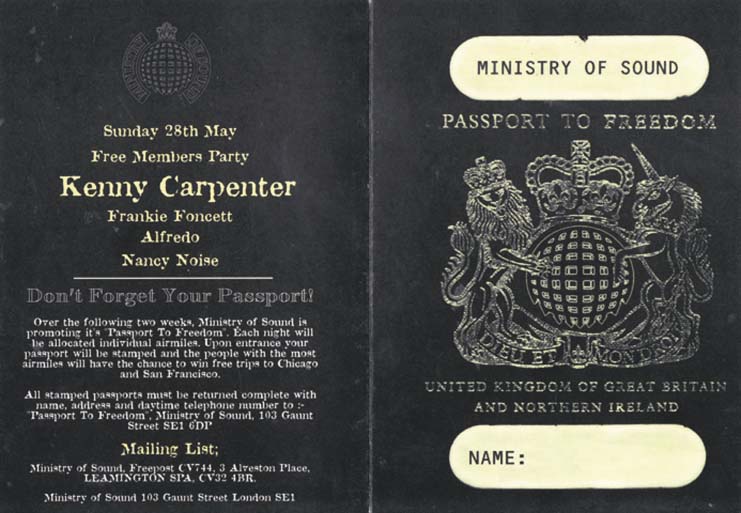 MINISTRY OF SOUND
Sunday 28th May
Free Members Party
Kenny Carpenter
Frankie Foncett
Alfredo
Nancy Noise
Don't Forget Your Passport!
Over the following two weeks, Ministry of Sound is
promoting it's "Passport To Freedom". Each night will
be allocated individual airmiles. Upon entrance your
passport will be stamped and the people with the most
airmiles will have the chance to win free trips to Chicago
and San Francisco.
All stamped passports must be returned complete with
name, address and daytime telephone number to :-
"Passport To Freedom", Ministry of Sound, 103 Gaunt
Street SE1 6DP
Mailing List;
Ministry of Sound, Freepost CV744, 3 Alveston Place,
LEAMINGTON SPA, CV32 4BR.
Ministry of Sound 103 Gaunt Street London SE1
MINISTRY OF SOUND
PASSPORT TO FREEDOM
DIEU ET MON DROI
UNITED KINGDOM OF GREAT BRITAIN
AND NORTHERN IRELAND
NAME: